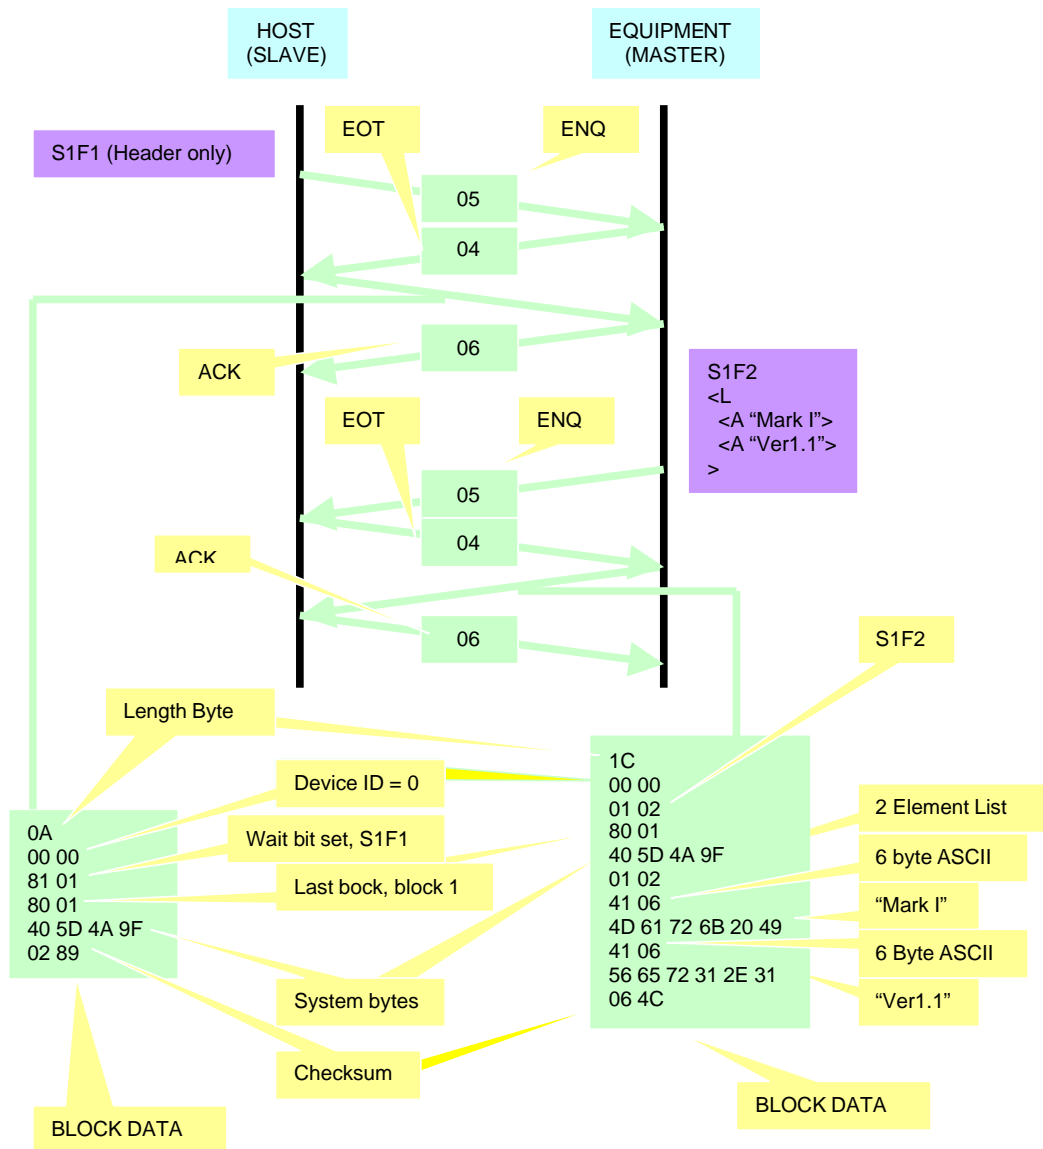 HOST
(SLAVE)
EQUIPMENT
(MASTER)
EOT
ENQ
S1F1 (Header only)
05
04
06
ACK
S1F2
<L
<A “Mark I”>
<A “Ver1.1”>
>
EOT
ENQ
05
04
ACK
06
S1F2
Length Byte
Device ID = 0
Wait bit set, S1F1
Last bock, block 1
System bytes
Checksum
0A
00 00
81 01
80 01
40 5D 4A 9F
02 89
BLOCK DATA
1C
00 00
01 02
80 01
40 5D 4A 9F
01 02
41 06
4D 61 72 6B 20 49
41 06
56 65 72 31 2E 31
06 4C
2 Element List
6 byte ASCII
“Mark I”
6 Byte ASCII
“Ver1.1”
BLOCK DATA